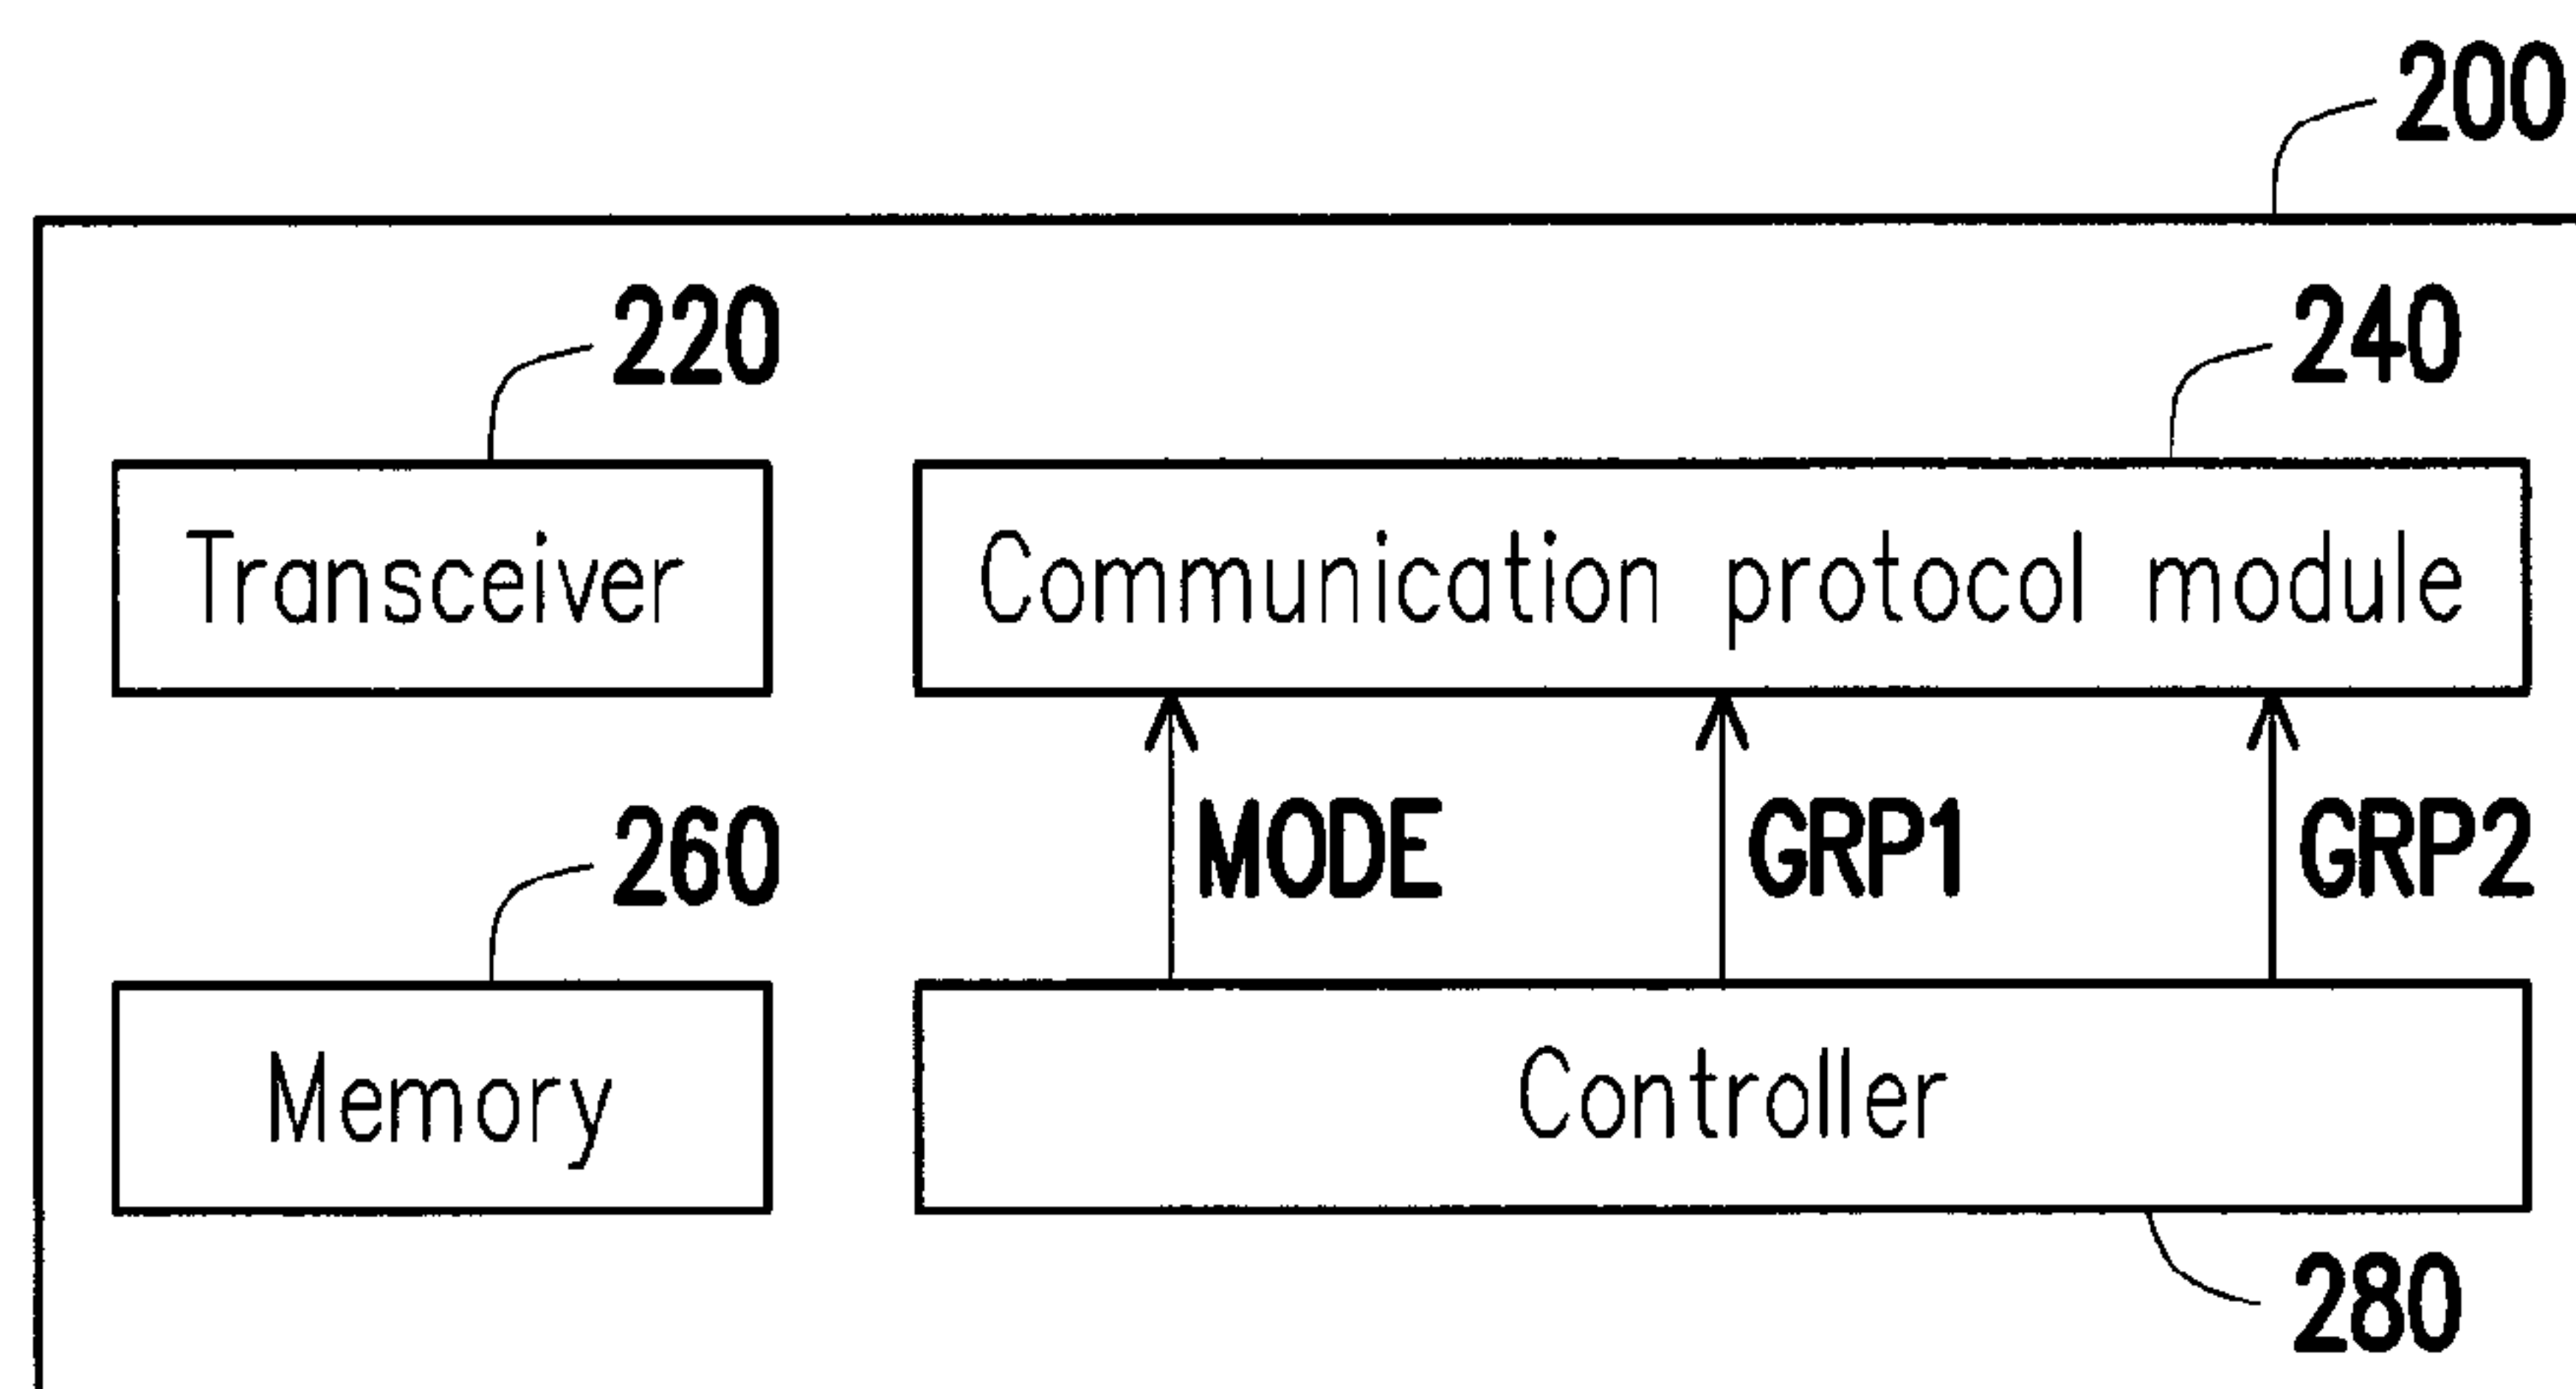 200
220
240
Transceiver
Communication protocol module
MODE
GRP1
GRP2
260
Memory
Controller
280